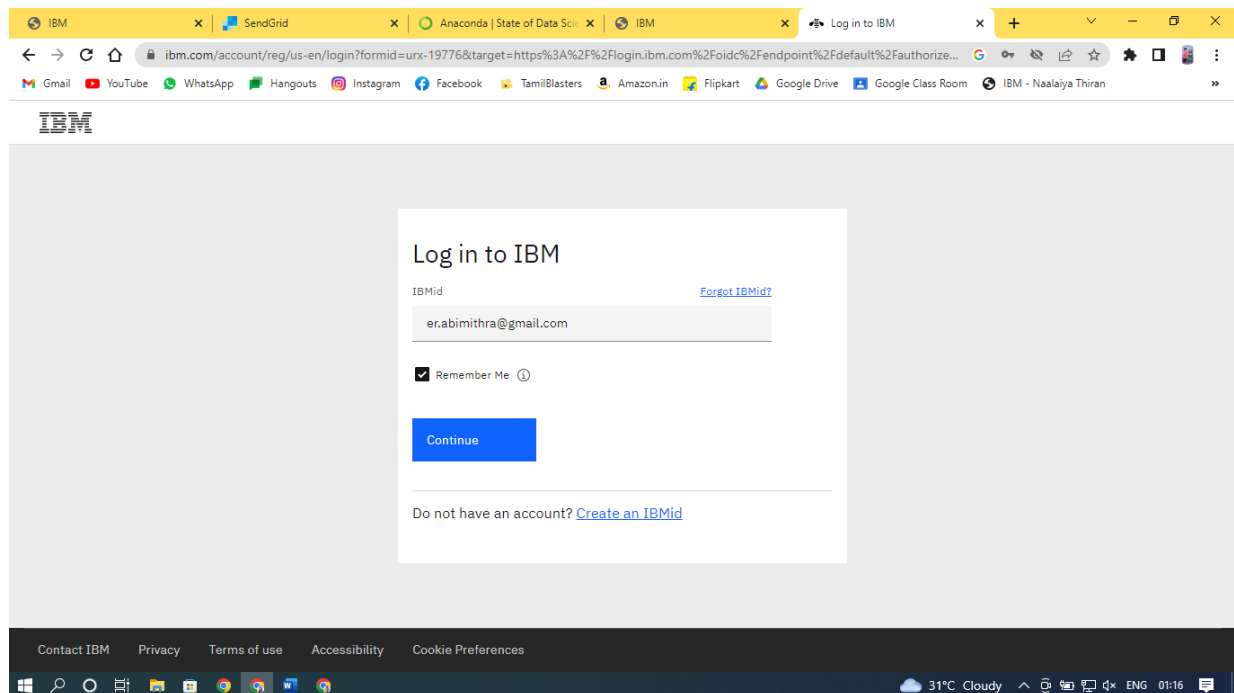 IBM SendGrid Anaconda | State of Data Scie IBM Log in to IBM
ibm.com/account/reg/us-en/login?formid=urx-19776&target=https%3A%2F%2Flogin.ibm.com%2Foidc%2Fendpoint%2Fdefault%2Fauthorize...
Gmail YouTube WhatsApp Hangouts Instagram Facebook TamilBlasters Amazon.in Flipkart Google Drive Google Class Room IBM - Naalaiya Thiran »
IBM
Log in to IBM
IBMid Forgot IBMid?
er.abimithra@gmail.com
Remember Me
Continue
Do not have an account? Create an IBMid
Contact IBM Privacy Terms of use Accessibility Cookie Preferences
31°C Cloudy ENG 01:16